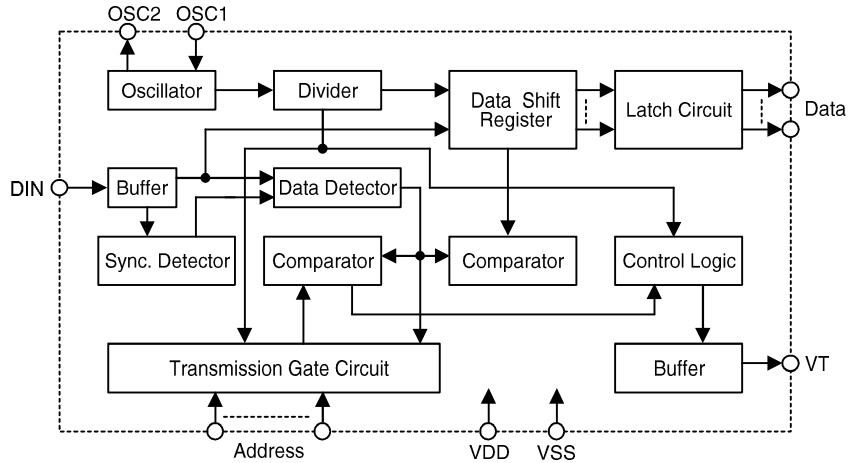 OSC2 OSC1
Oscillator
Divider
Data Shift
Register
Latch Circuit
Data
DIN
Buffer
Data Detector
Sync. Detector
Comparator
Comparator
Control Logic
Transmission Gate Circuit
Buffer
VT
Address
VDD
VSS